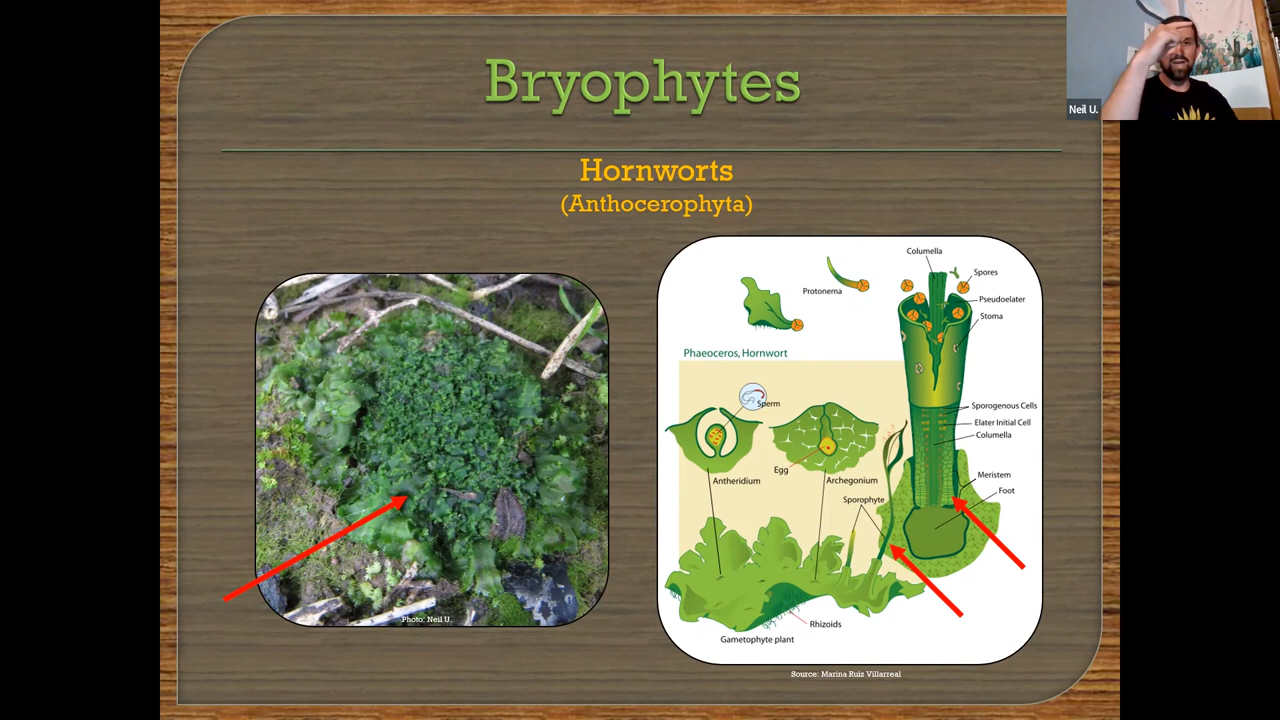 Bryophytes
Neil U.
Hornworts
(Anthocerophyta)
Columella
Spores
Protonema
Pseudoelater
Stoma
Phaeoceros, Hornwort
Sperm
Sporogenous Cells
Elater Initial Cell
Columella
Egg
Antheridium
Archegonium
Meristem
Foot
Sporophyte
Rhizoids
Gametophyte plant
Photo: Neil U.
Source: Marina Ruiz Villarreal